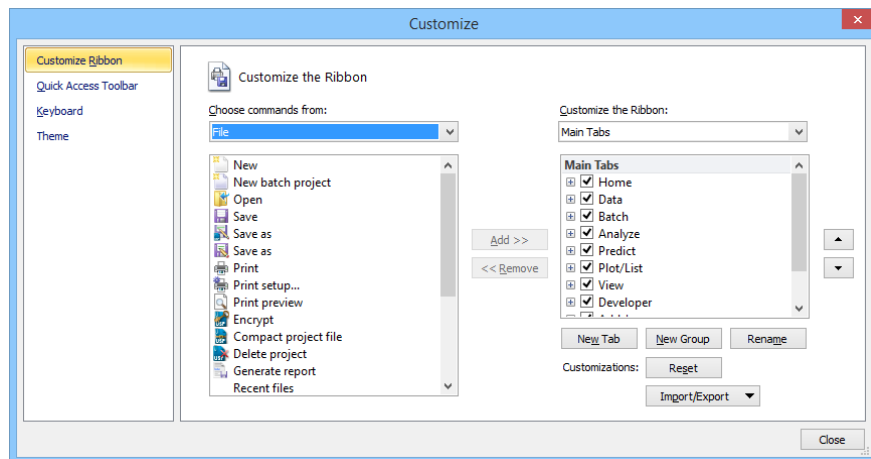 Customize
Customize Ribbon
Quick Access Toolbar
Keyboard
Theme
Customize the Ribbon
Choose commands from:
File
New
New batch project
Open
Save
Save as
Save as
Print
Print setup...
Print preview
Encrypt
Compact project file
Delete project
Generate report
Recent files
Add >>
<< Remove
Customize the Ribbon:
Main Tabs
Main Tabs
Home
Data
Batch
Analyze
Predict
Plot/List
View
Developer
New Tab
New Group
Rename
Customizations:
Reset
Import/Export
Close